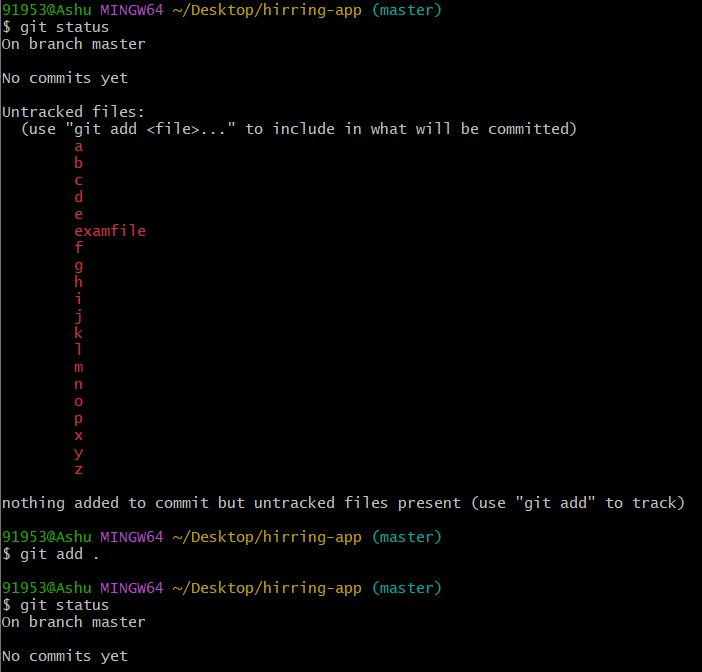 91953@Ashu MINGW64 ~/Desktop/hirring-app (master)
$ git status
On branch master
No commits yet
Untracked files:
(use "git add <file>..." to include in what will be committed)
a
b
c
d
e
examfile
f
g
h
i
j
k
l
m
n
o
p
x
y
z
nothing added to commit but untracked files present (use "git add" to track)
91953@Ashu MINGW64 ~/Desktop/hirring-app (master)
$ git add .
91953@Ashu MINGW64 ~/Desktop/hirring-app (master)
$ git status
On branch master
No commits yet